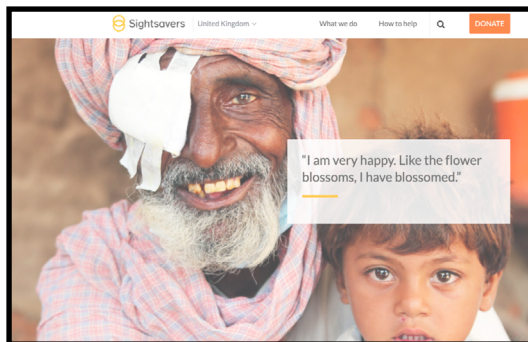 Sightsavers United Kingdom What we do How to help DONATE
“I am very happy. Like the flower
blossoms, I have blossomed.”